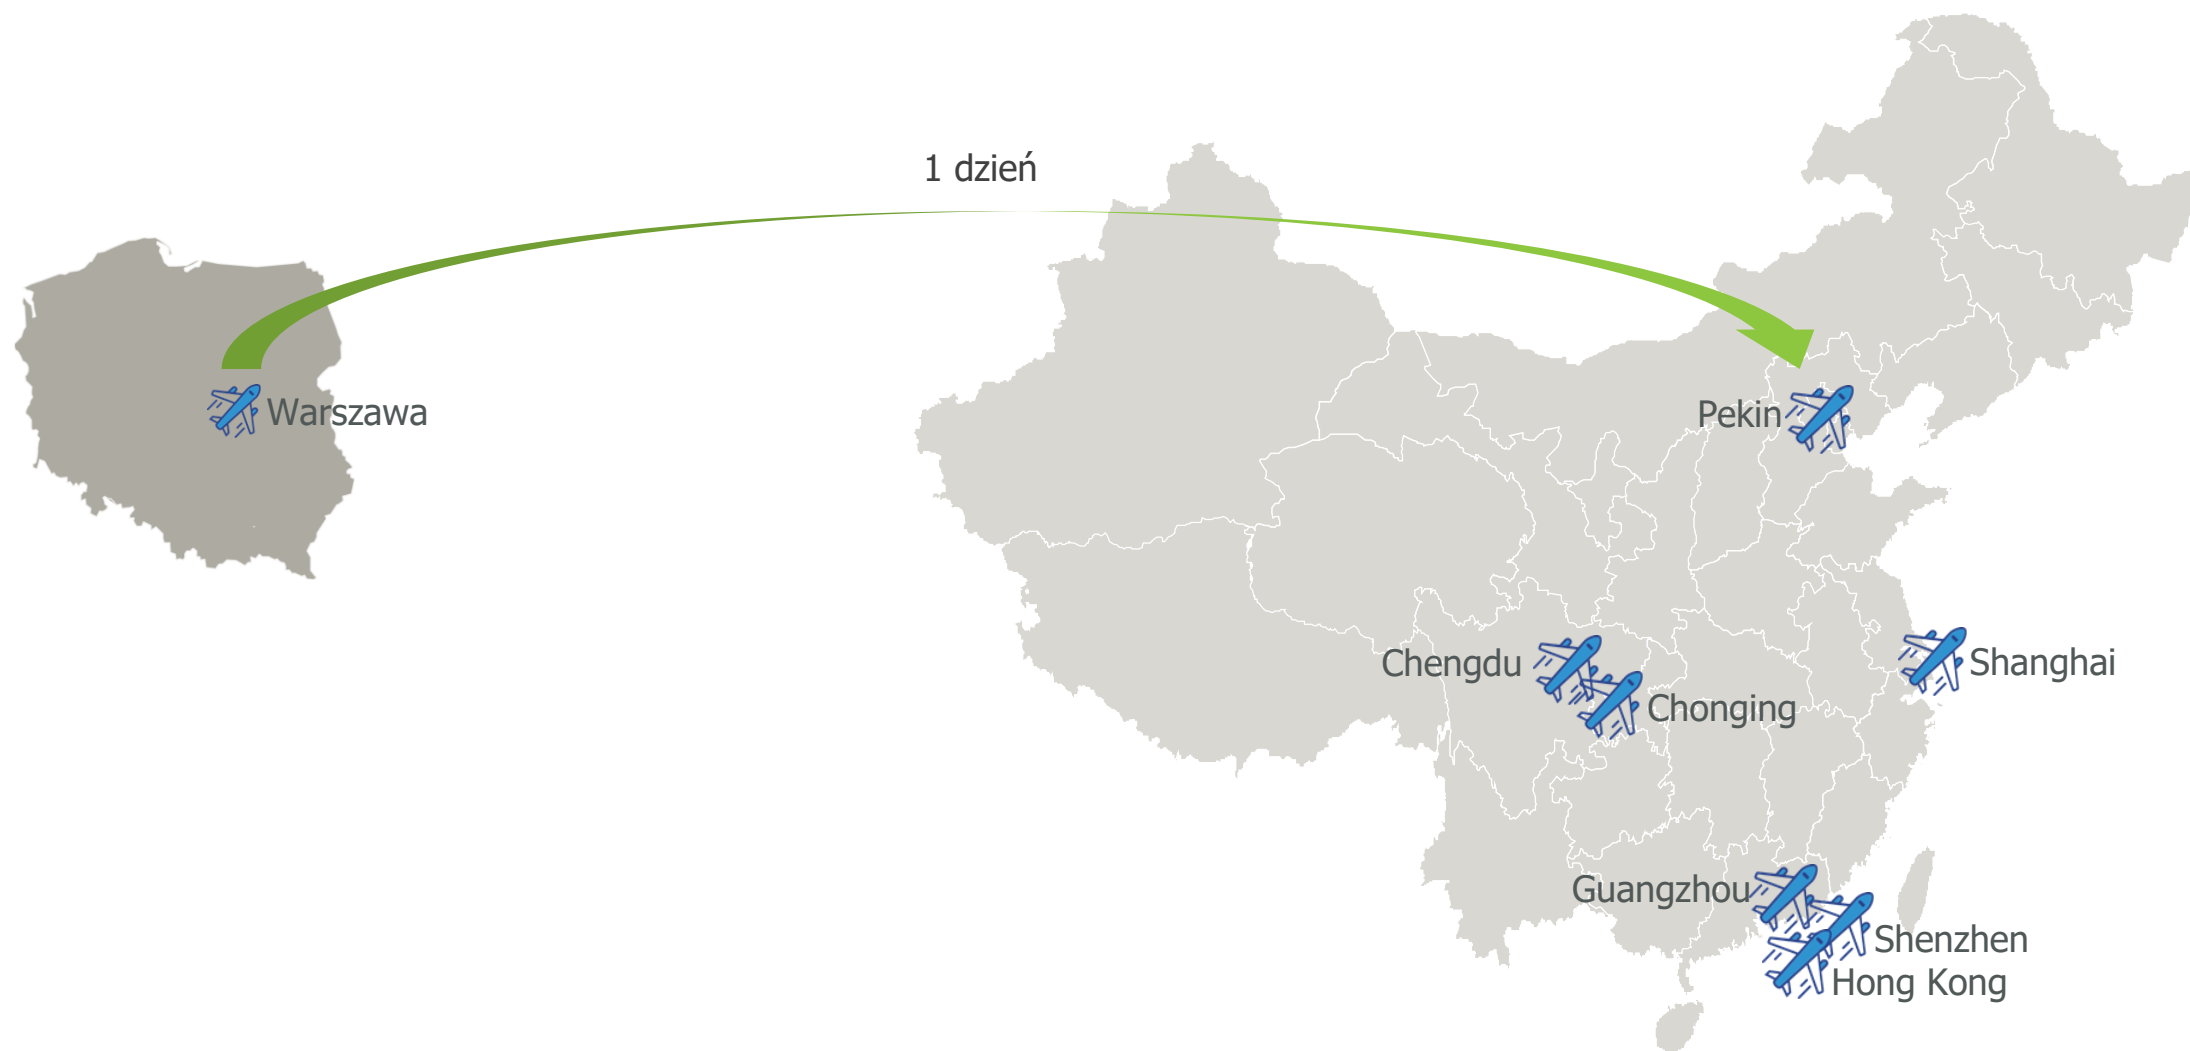 1 dzień
Warszawa
Pekin
Chengdu
Shanghai
Chonging
Guangzhou
Shenzhen
Hong Kong